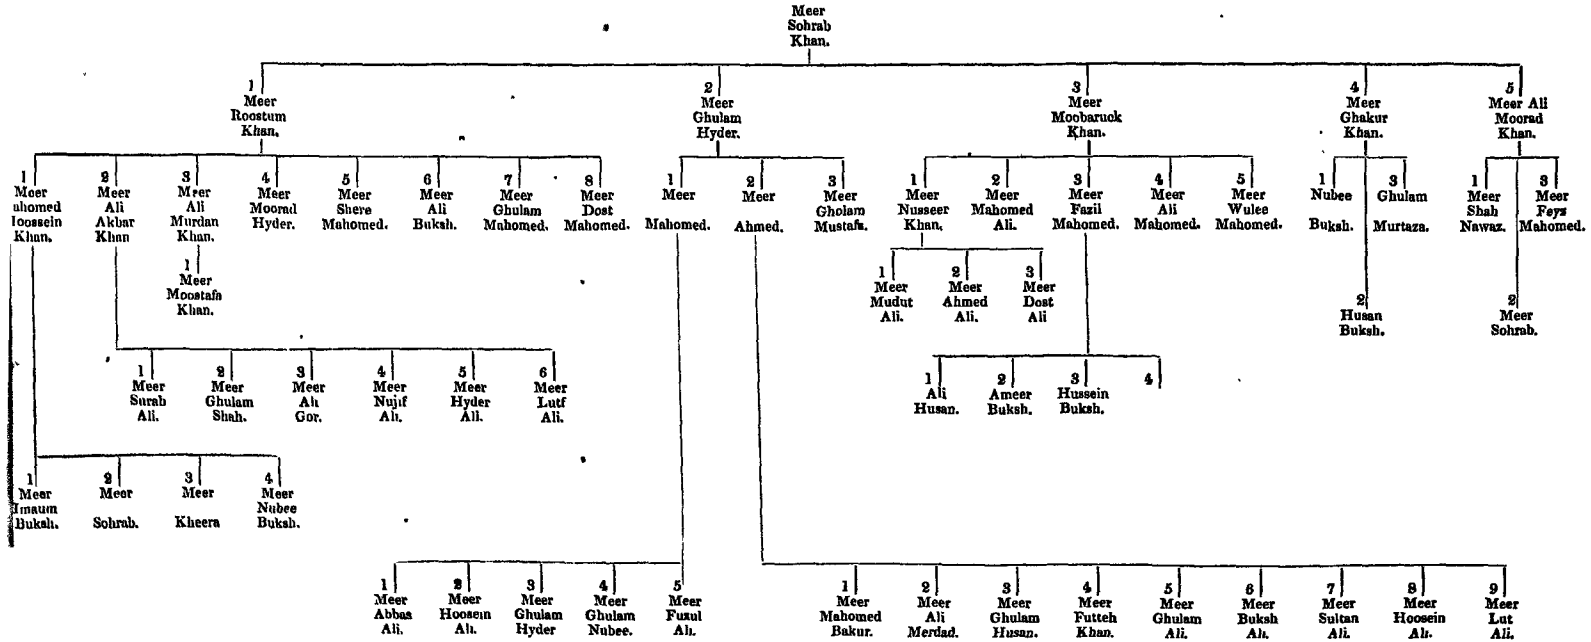 Meer
Sohrab
Khan.
1
Meer
Roostum
Khan.
2
Meer
Ghulam
Hyder.
3
Meer
Moobaruck
Khan.
4
Meer
Ghakur
Khan.
5
Meer Ali
Moorad
Khan.
1
Meer
ahomed
Ioossein
Khan.
2
Meer
Ali
Akbar
Khan
3
Meer
Ali
Murdan
Khan.
4
Meer
Moorad
Hyder.
5
Meer
Shere
Mahomed.
6
Meer
Ali
Buksh.
7
Meer
Ghulam
Mahomed.
8
Meer
Dost
Mahomed.
1
Meer
Mahomed.
2
Meer
Ahmed.
3
Meer
Gholam
Mustafa.
1
Meer
Nusseer
Khan.
2
Meer
Mahomed
Ali.
3
Meer
Fazil
Mahomed.
4
Meer
Ali
Mahomed.
5
Meer
Wulee
Mahomed.
1
Nubee
Buksh.
3
Ghulam
Murtaza.
1
Meer
Shah
Nawaz.
3
Meer
Feyz
Mahomed.
1
Meer
Moostafa
Khan.
1
Meer
Mudut
Ali.
2
Meer
Ahmed
Ali.
3
Meer
Dost
Ali
2
Husan
Buksh.
2
Meer
Sohrab.
1
Meer
Surab
Ali.
2
Meer
Ghulam
Shah.
3
Meer
Ali
Gor.
4
Meer
Nujif
Ali.
5
Meer
Hyder
Ali.
6
Meer
Lutf
Ali.
1
Ali
Husan.
2
Ameer
Buksh.
3
Hussein
Buksh.
4
1
Meer
Imaum
Buksh.
2
Meer
Sohrab.
3
Meer
Kheera
4
Meer
Nubee
Buksh.
1
Meer
Abbas
Ali.
2
Meer
Hoosein
Ali.
3
Meer
Ghulam
Hyder
4
Meer
Ghulam
Nubee.
5
Meer
Fuzul
Ali.
1
Meer
Mahomed
Bakur.
2
Meer
Ali
Merdad.
3
Meer
Ghulam
Husan.
4
Meer
Futteh
Khan.
5
Meer
Ghulam
Ali.
6
Meer
Buksh
Ali.
7
Meer
Sultan
Ali.
8
Meer
Hoosein
Ali.
9
Meer
Lut
Ali.